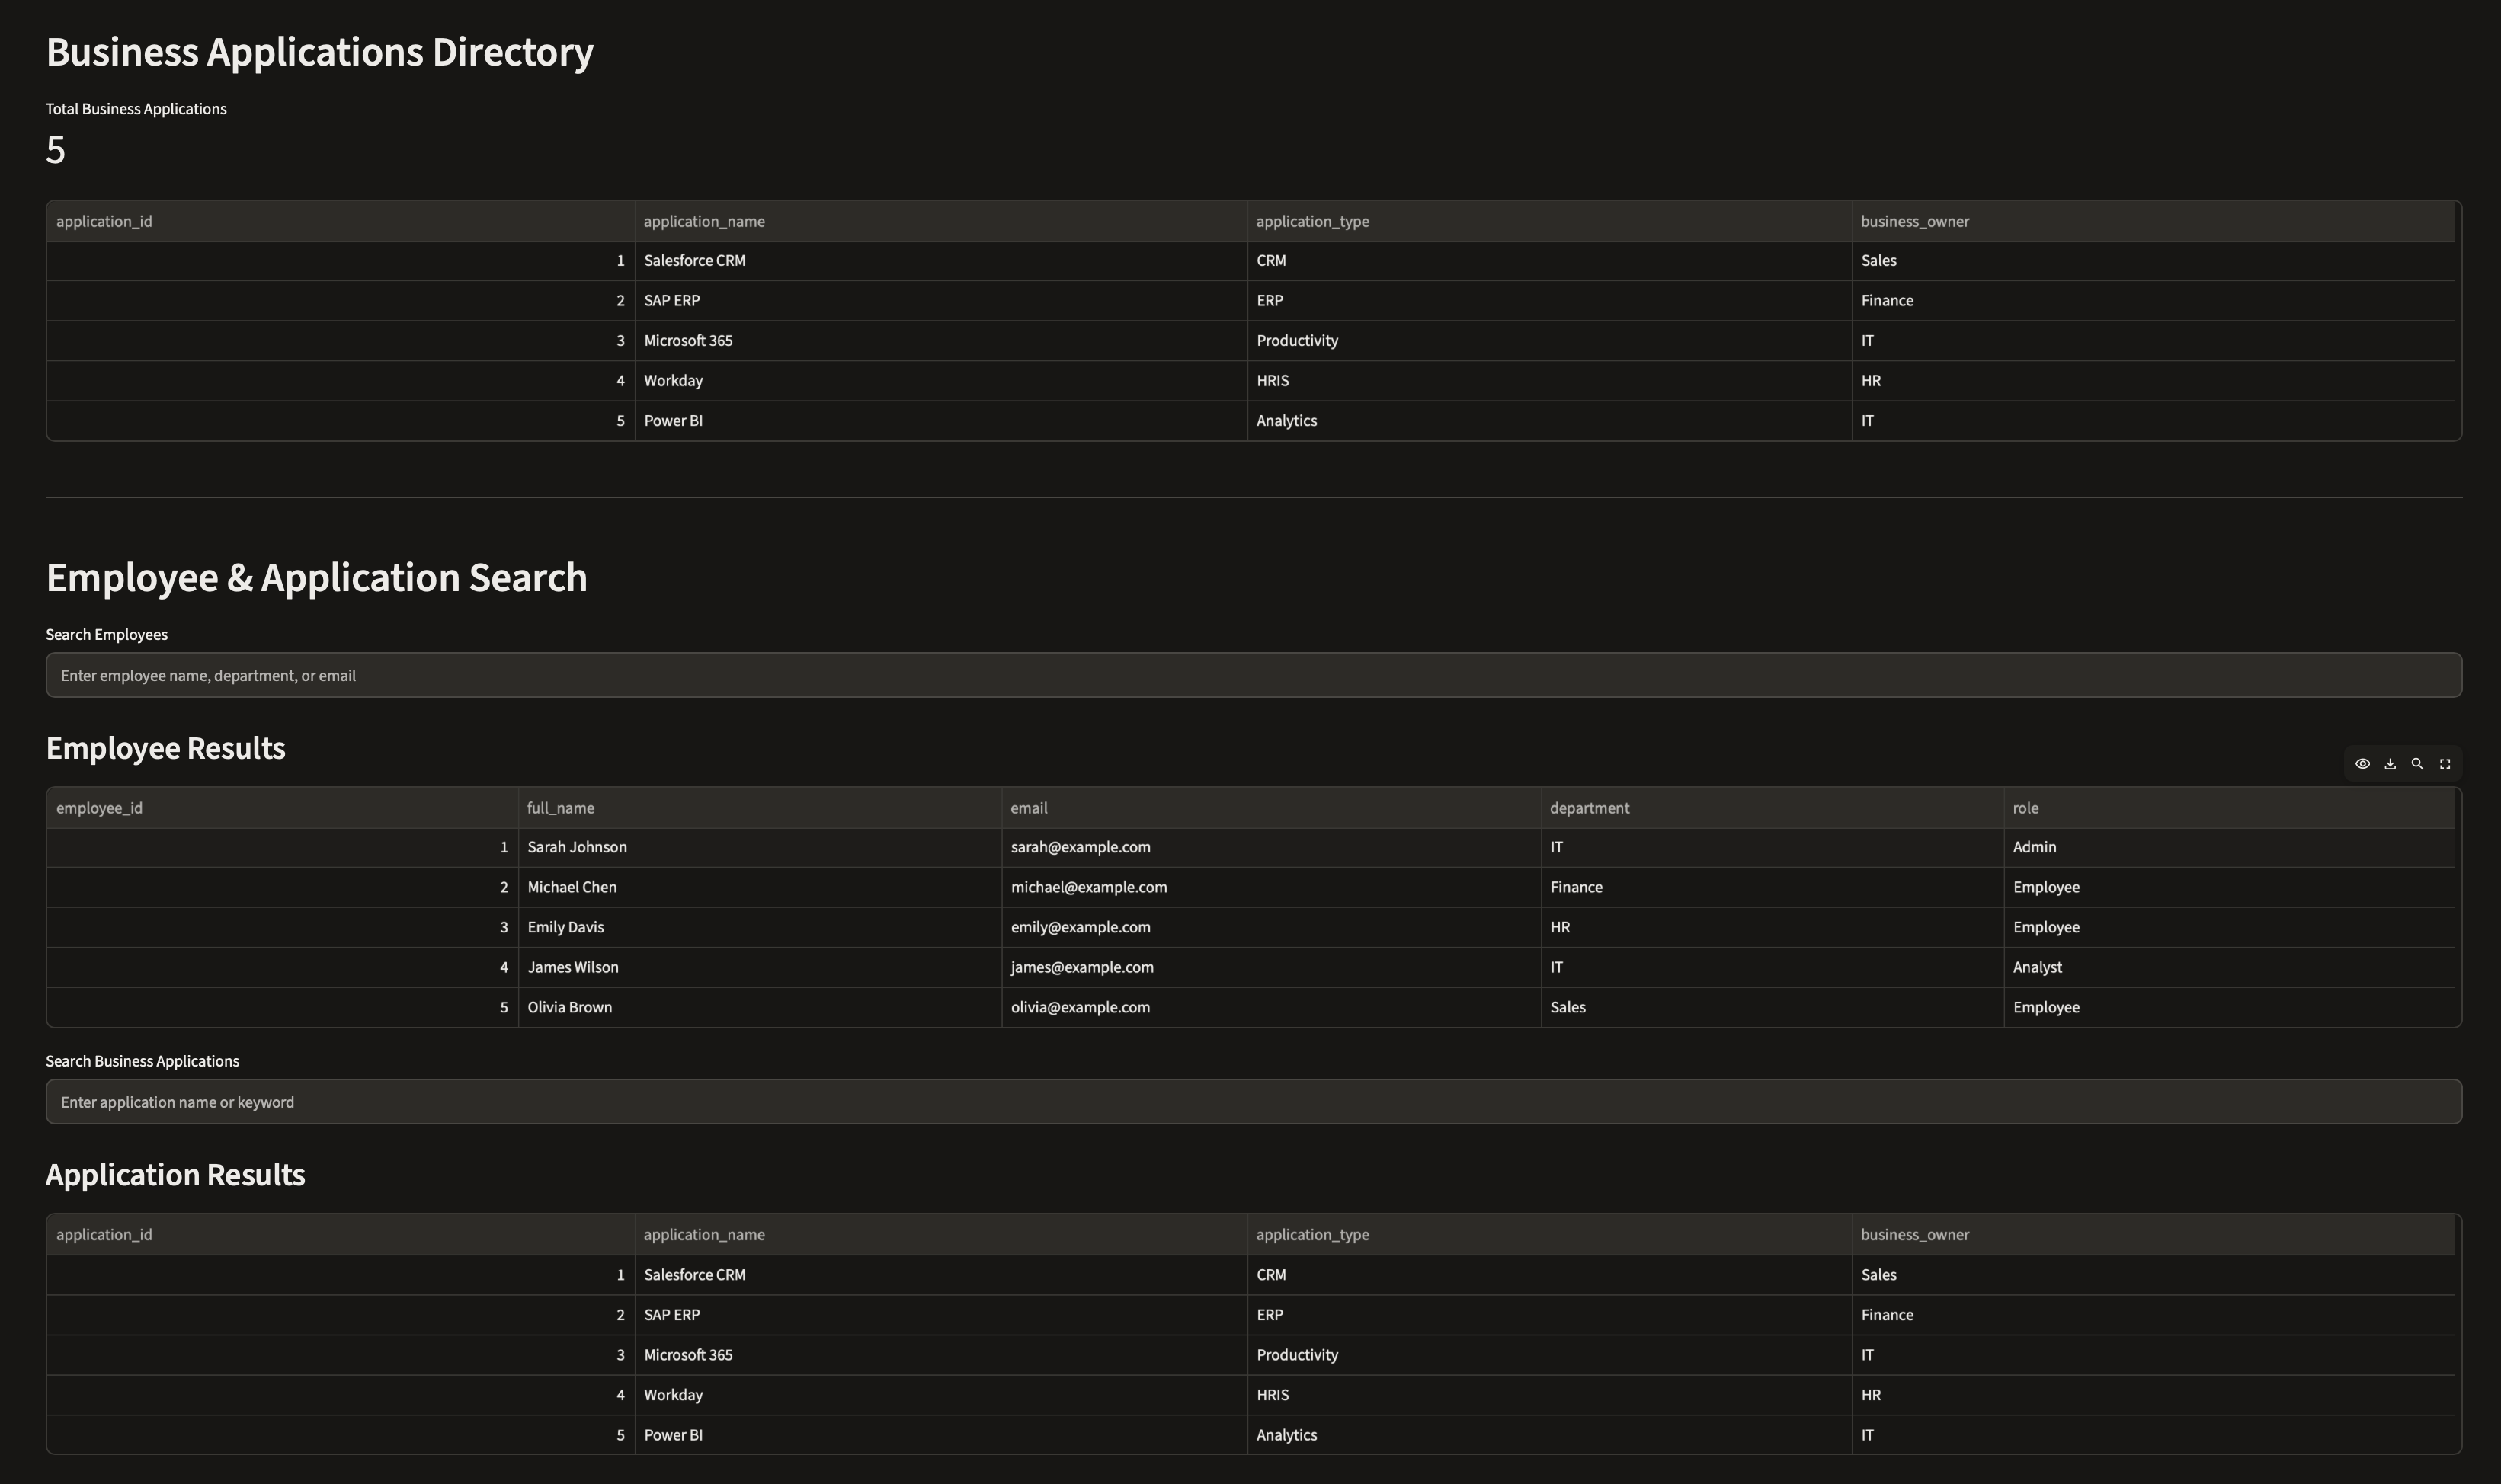 Business Applications Directory
Total Business Applications
5
application_id application_name application_type business_owner
1 Salesforce CRM CRM Sales
2 SAP ERP ERP Finance
3 Microsoft 365 Productivity IT
4 Workday HRIS HR
5 Power BI Analytics IT
Employee & Application Search
Search Employees
Enter employee name, department, or email
Employee Results
employee_id full_name email department role
1 Sarah Johnson sarah@example.com IT Admin
2 Michael Chen michael@example.com Finance Employee
3 Emily Davis emily@example.com HR Employee
4 James Wilson james@example.com IT Analyst
5 Olivia Brown olivia@example.com Sales Employee
Search Business Applications
Enter application name or keyword
Application Results
application_id application_name application_type business_owner
1 Salesforce CRM CRM Sales
2 SAP ERP ERP Finance
3 Microsoft 365 Productivity IT
4 Workday HRIS HR
5 Power BI Analytics IT